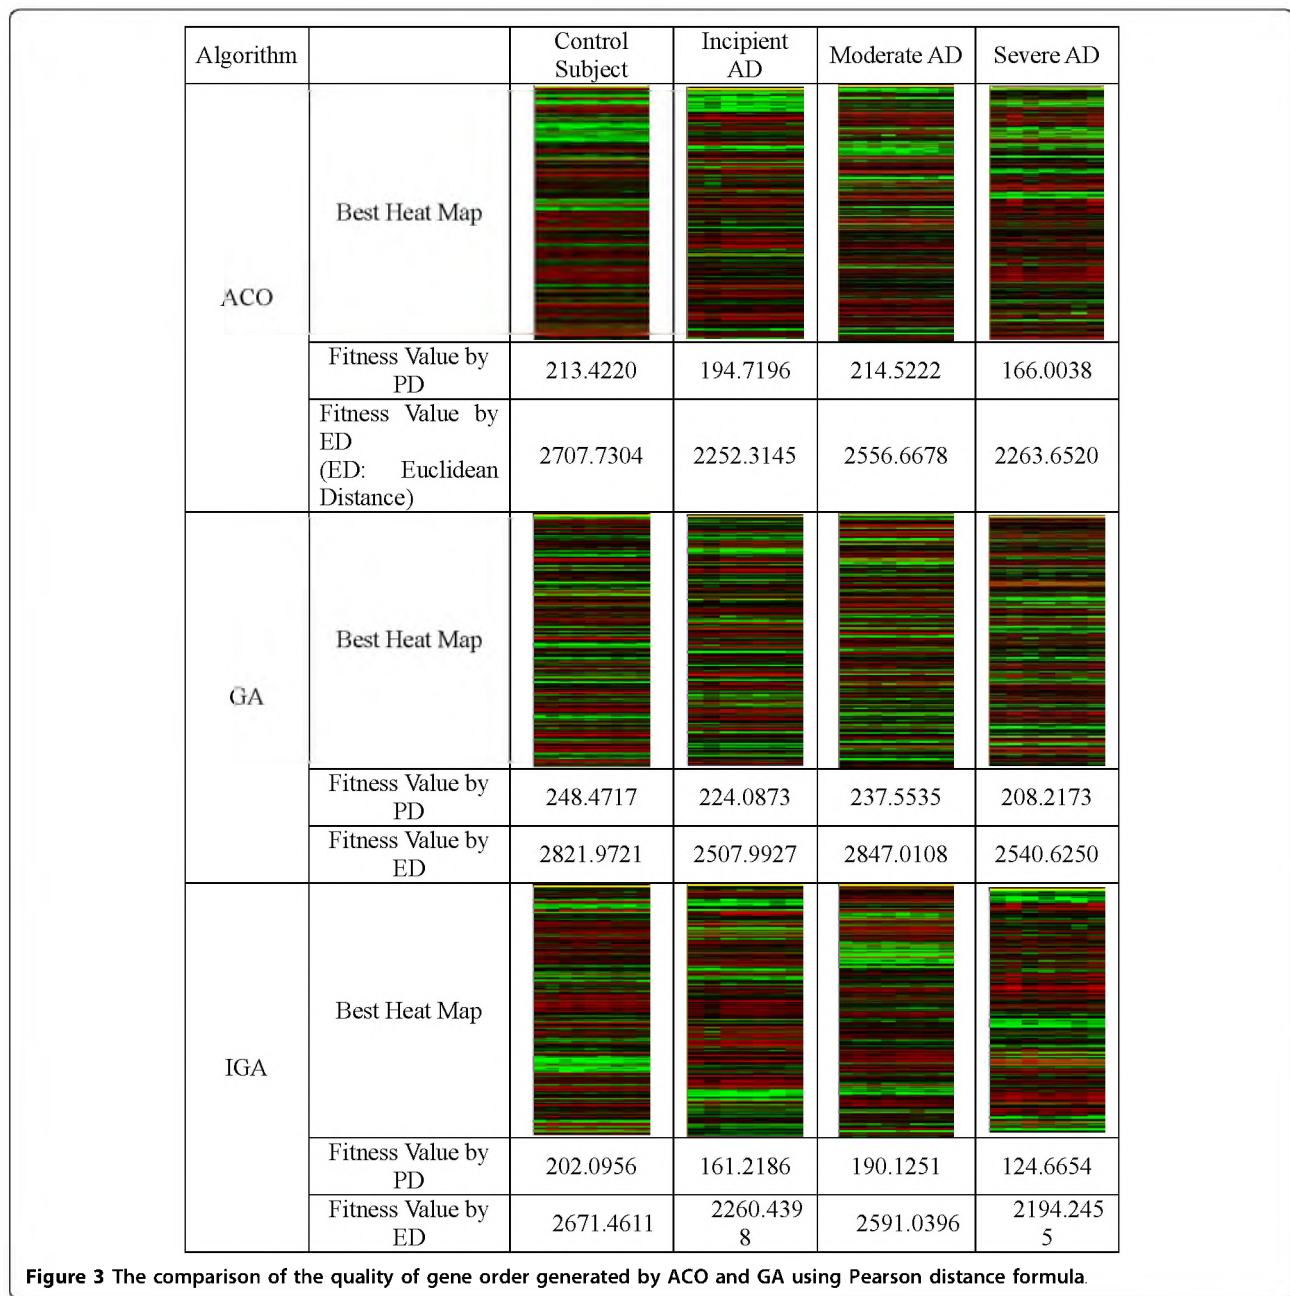 Algorithm
Control
Subject
Incipient
AD
Moderate AD
Severe AD
ACO
Best Heat Map
Fitness Value by
PD
213.4220
194.7196
214.5222
166.0038
Fitness Value by
ED
(ED: Euclidean
Distance)
2707.7304
2252.3145
2556.6678
2263.6520
GA
Best Heat Map
Fitness Value by
PD
248.4717
224.0873
237.5535
208.2173
Fitness Value by
ED
2821.9721
2507.9927
2847.0108
2540.6250
IGA
Best Heat Map
Fitness Value by
PD
202.0956
161.2186
190.1251
124.6654
Fitness Value by
ED
2671.4611
2260.439
8
2591.0396
2194.245
5
Figure 3 The comparison of the quality of gene order generated by ACO and GA using Pearson distance formula.